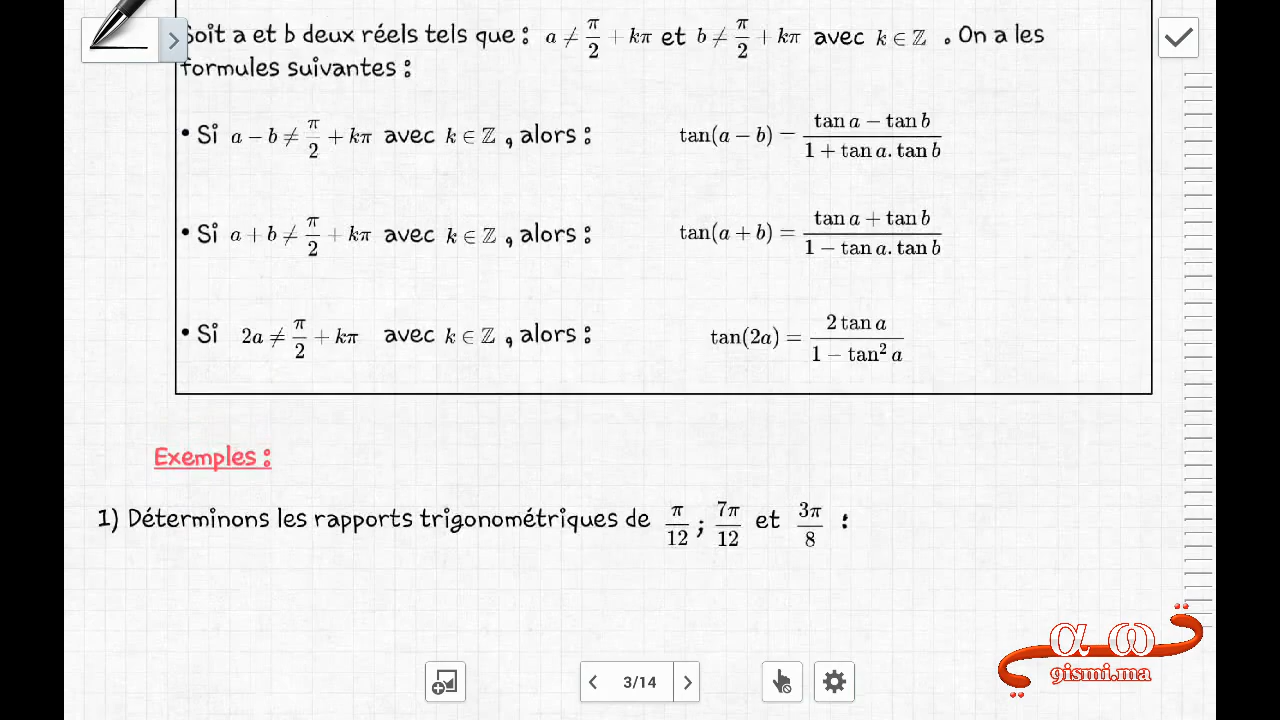 Soit a et b deux réels tels que : a ≠ π/2 + kπ et b ≠ π/2 + kπ avec k ∈ ℤ . On a les
formules suivantes :
• Si a − b ≠ π/2 + kπ avec k ∈ ℤ , alors : tan(a − b) = (tan a − tan b)/(1 + tan a. tan b)
• Si a + b ≠ π/2 + kπ avec k ∈ ℤ , alors : tan(a + b) = (tan a + tan b)/(1 − tan a. tan b)
• Si 2a ≠ π/2 + kπ avec k ∈ ℤ , alors : tan(2a) = (2 tan a)/(1 − tan² a)
Exemples :
1) Déterminons les rapports trigonométriques de π/12 ; 7π/12 et 3π/8 :
α ω
9ismi.ma
3/14